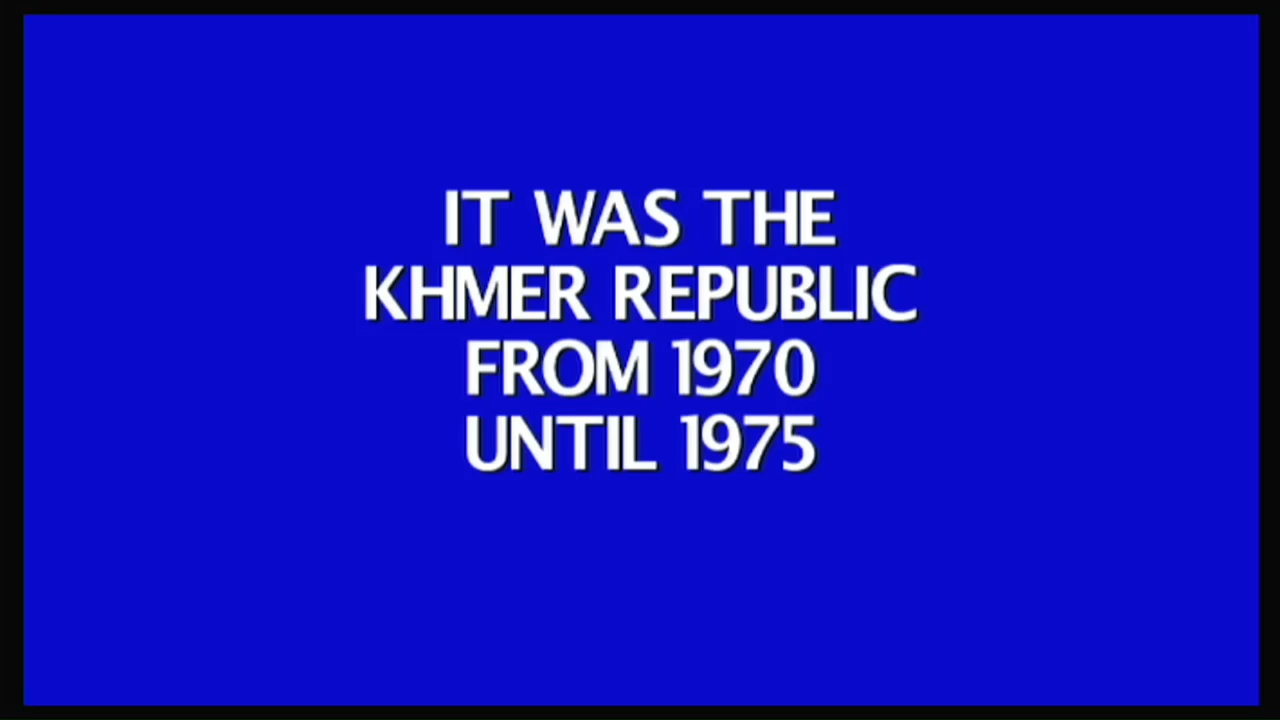 IT WAS THE
KHMER REPUBLIC
FROM 1970
UNTIL 1975